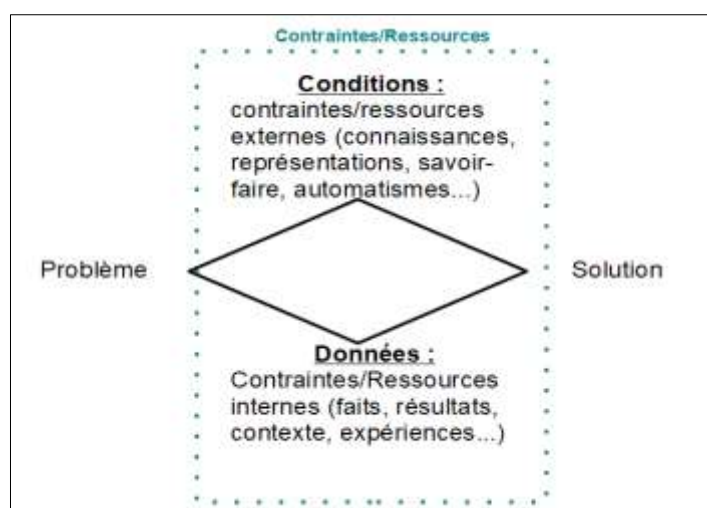 Contraintes/Ressources
Conditions :
contraintes/ressources
externes (connaissances,
représentations, savoir-
faire, automatismes...)
Problème
Solution
Données :
Contraintes/Ressources
internes (faits, résultats,
contexte, expériences...)